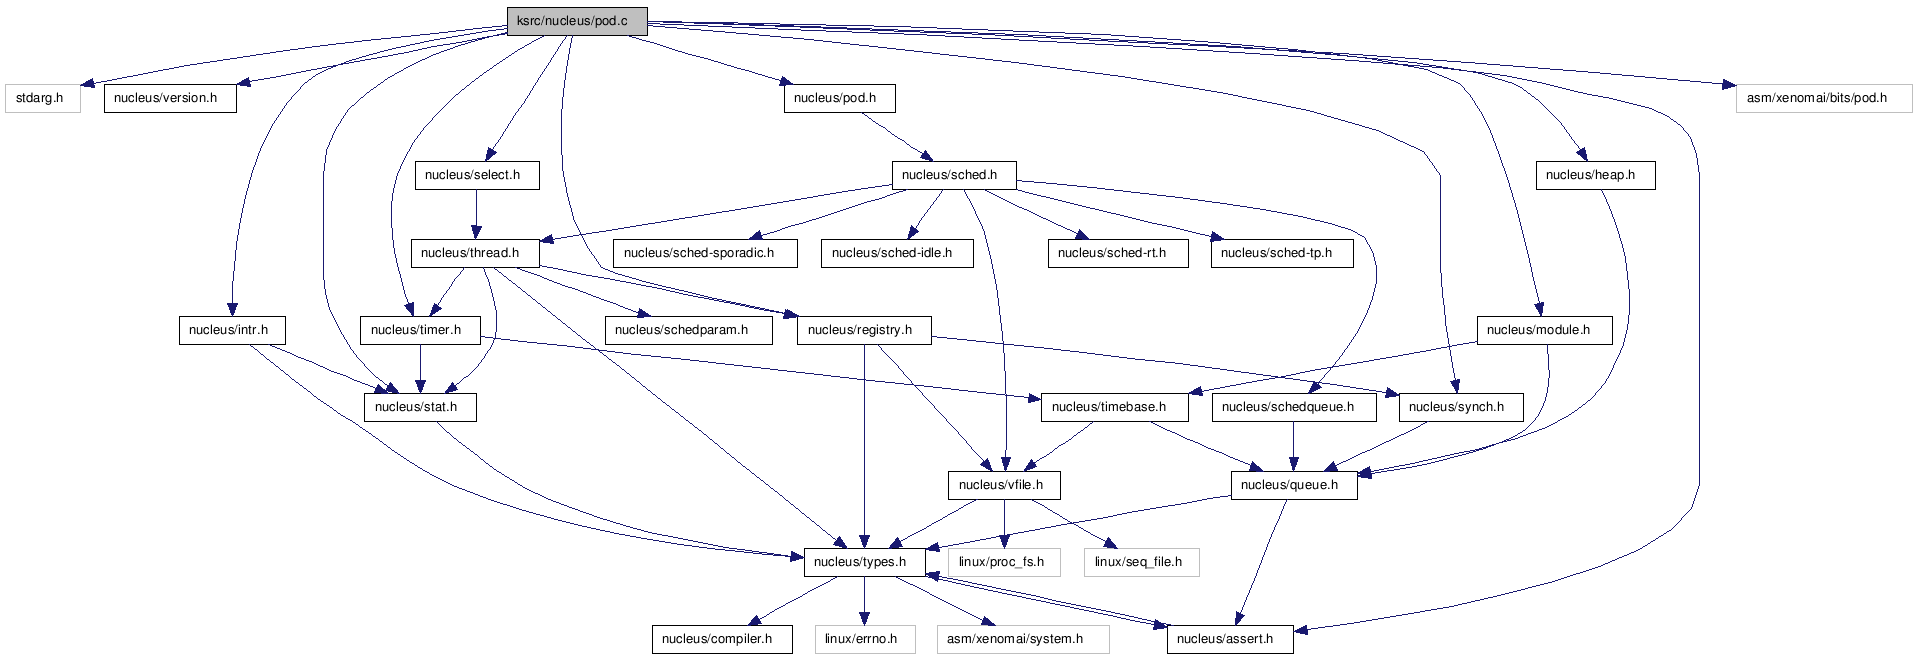 ksrc/nucleus/pod.c
stdarg.h
nucleus/version.h
nucleus/pod.h
asm/xenomai/bits/pod.h
nucleus/select.h
nucleus/sched.h
nucleus/heap.h
nucleus/thread.h
nucleus/sched-sporadic.h
nucleus/sched-idle.h
nucleus/sched-rt.h
nucleus/sched-tp.h
nucleus/intr.h
nucleus/timer.h
nucleus/schedparam.h
nucleus/registry.h
nucleus/module.h
nucleus/stat.h
nucleus/timebase.h
nucleus/schedqueue.h
nucleus/synch.h
nucleus/vfile.h
nucleus/queue.h
nucleus/types.h
linux/proc_fs.h
linux/seq_file.h
nucleus/compiler.h
linux/errno.h
asm/xenomai/system.h
nucleus/assert.h